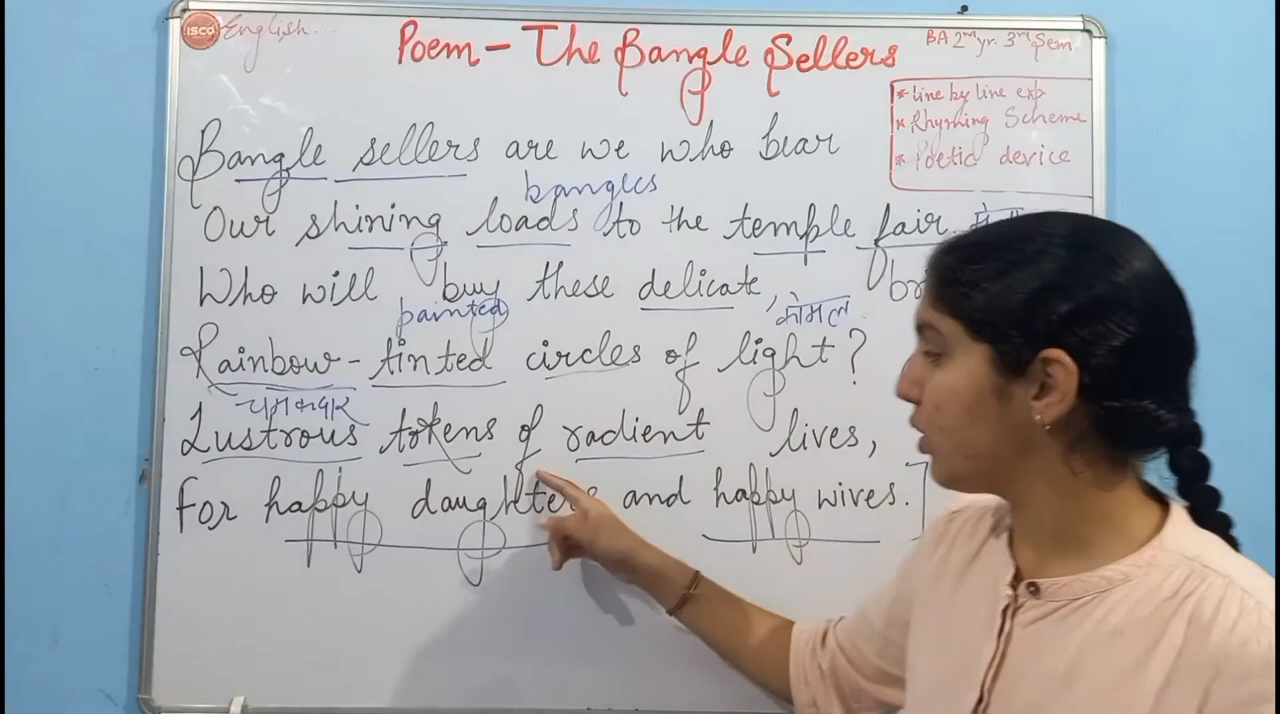 ISCO English...
Poem - The Bangle Sellers
BA 2nd yr. 3rd Sem.
* line by line exp
* Rhyming Scheme
* Poetic device
Bangle sellers are we who bear
bangles
Our shining loads to the temple fair.
Who will buy these delicate, br
painted कोमल
Rainbow-tinted circles of light?
चमकदार
Lustrous tokens of radient lives,
For happy daughters and happy wives.